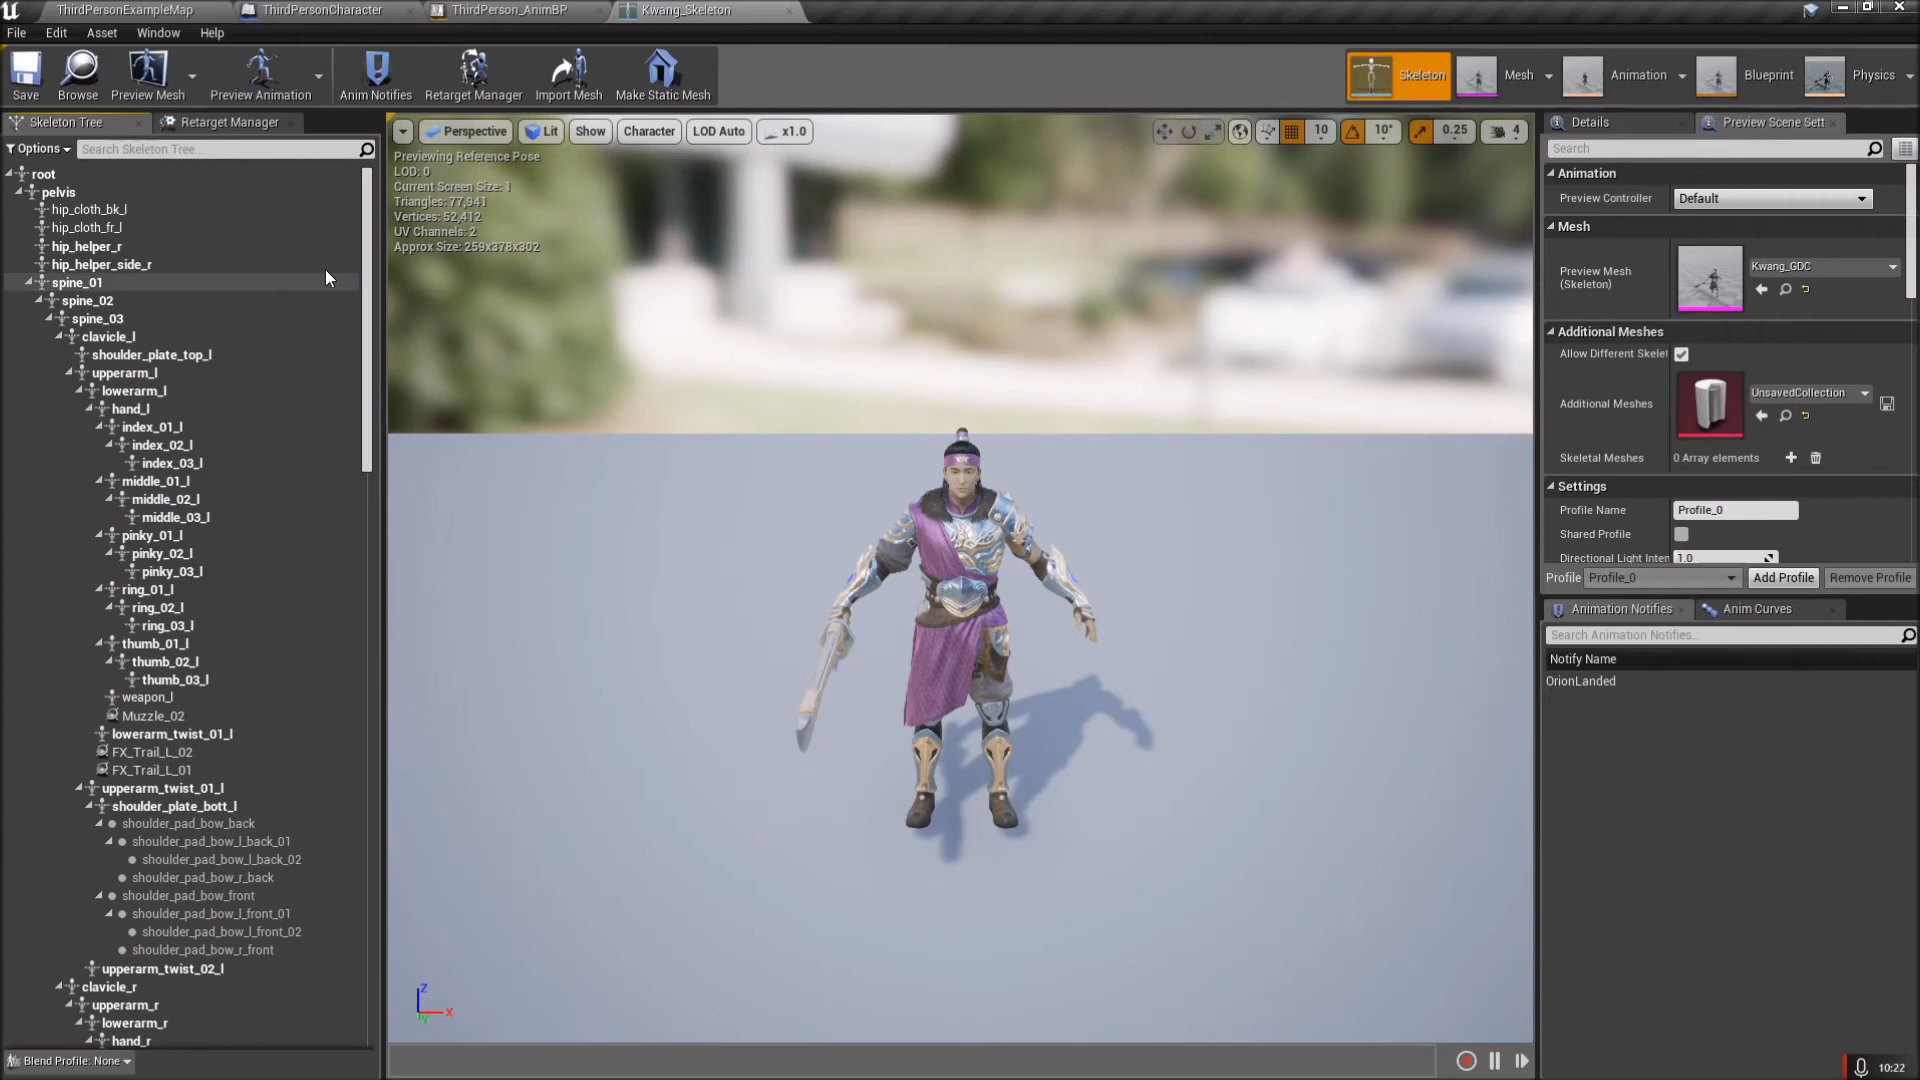 ThirdPersonExampleMap
ThirdPersonCharacter
ThirdPerson_AnimBP
Kwang_Skeleton
File Edit Asset Window Help
Save
Browse
Preview Mesh
Preview Animation
Anim Notifies
Retarget Manager
Import Mesh
Make Static Mesh
Skeleton
Mesh
Animation
Blueprint
Physics
Skeleton Tree
Retarget Manager
Options
Search Skeleton Tree...
root
pelvis
hip_cloth_bk_l
hip_cloth_fr_l
hip_helper_r
hip_helper_side_r
spine_01
spine_02
spine_03
clavicle_l
shoulder_plate_top_l
upperarm_l
lowerarm_l
hand_l
index_01_l
index_02_l
index_03_l
middle_01_l
middle_02_l
middle_03_l
pinky_01_l
pinky_02_l
pinky_03_l
ring_01_l
ring_02_l
ring_03_l
thumb_01_l
thumb_02_l
thumb_03_l
weapon_l
Muzzle_02
lowerarm_twist_01_l
FX_Trail_L_02
FX_Trail_L_01
upperarm_twist_01_l
shoulder_plate_bott_l
shoulder_pad_bow_back
shoulder_pad_bow_l_back_01
shoulder_pad_bow_l_back_02
shoulder_pad_bow_r_back
shoulder_pad_bow_front
shoulder_pad_bow_l_front_01
shoulder_pad_bow_l_front_02
shoulder_pad_bow_r_front
upperarm_twist_02_l
clavicle_r
upperarm_r
lowerarm_r
hand_r
Blend Profile: None
Perspective
Lit
Show
Character
LOD Auto
x1.0
10
10°
0.25
4
Previewing Reference Pose
LOD: 0
Current Screen Size: 1
Triangles: 77,941
Vertices: 52,412
UV Channels: 2
Approx Size: 259x378x302
Z
X
Y
Details
Preview Scene Sett
Search
Animation
Preview Controller
Default
Mesh
Preview Mesh
(Skeleton)
Kwang_GDC
Additional Meshes
Allow Different Skelet
Additional Meshes
UnsavedCollection
Skeletal Meshes
0 Array elements
Settings
Profile Name
Profile_0
Shared Profile
Directional Light Inten
1.0
Profile
Profile_0
Add Profile
Remove Profile
Animation Notifies
Anim Curves
Search Animation Notifies...
Notify Name
OrionLanded
10:22